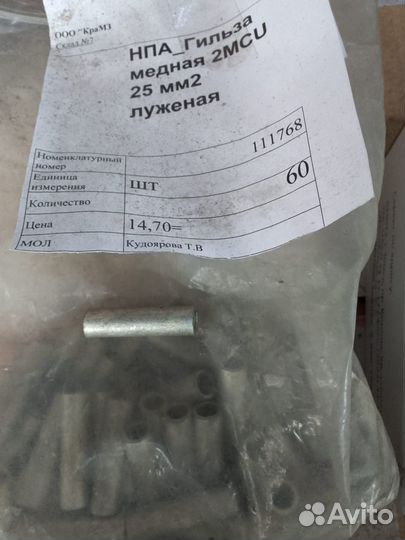 ООО "КраМЗ
Склад №7
НПА_Гильза
медная 2MCU
25 мм2
луженая
Номенклатурный
номер
111768
Единица
измерения
ШТ
60
Количество
Цена
14,70=
МОЛ
Кудоярова Т.В
Avito